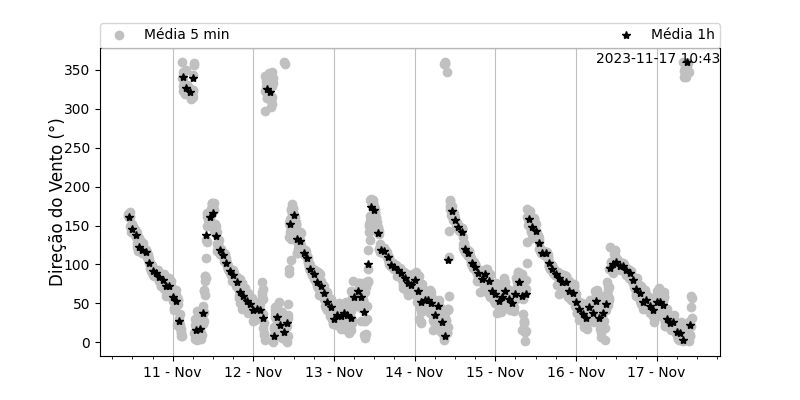 Média 5 min
Média 1h
2023-11-17 10:43
Direção do Vento (°)
350
300
250
200
150
100
50
0
11 - Nov
12 - Nov
13 - Nov
14 - Nov
15 - Nov
16 - Nov
17 - Nov